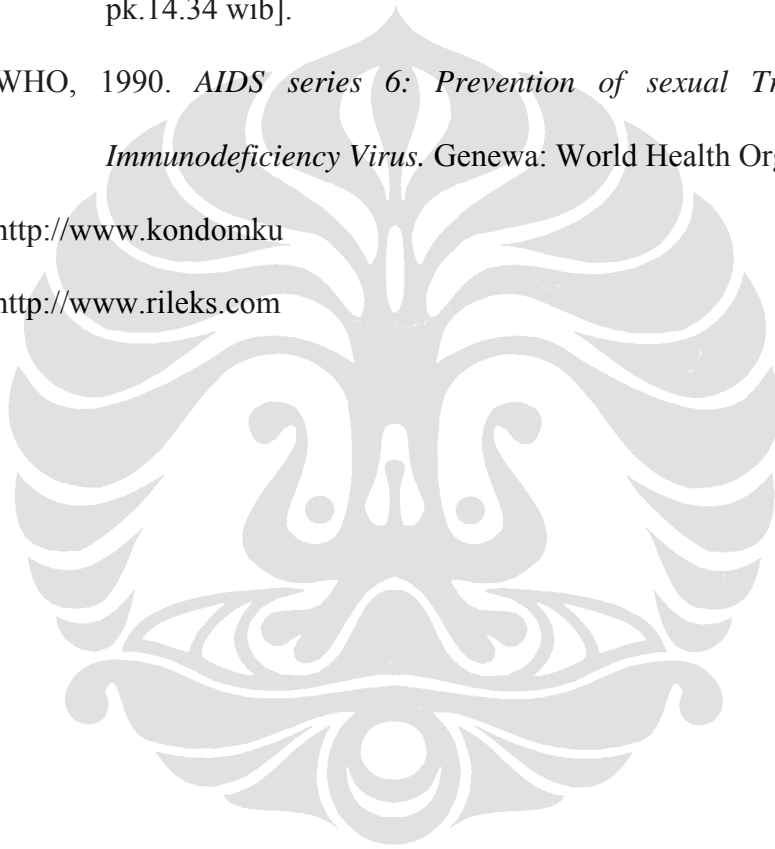 pk.14.34 wib].
WHO, 1990. AIDS series 6: Prevention of sexual Tr
Immunodeficiency Virus. Genewa: World Health Org
http://www.kondomku
http://www.rileks.com